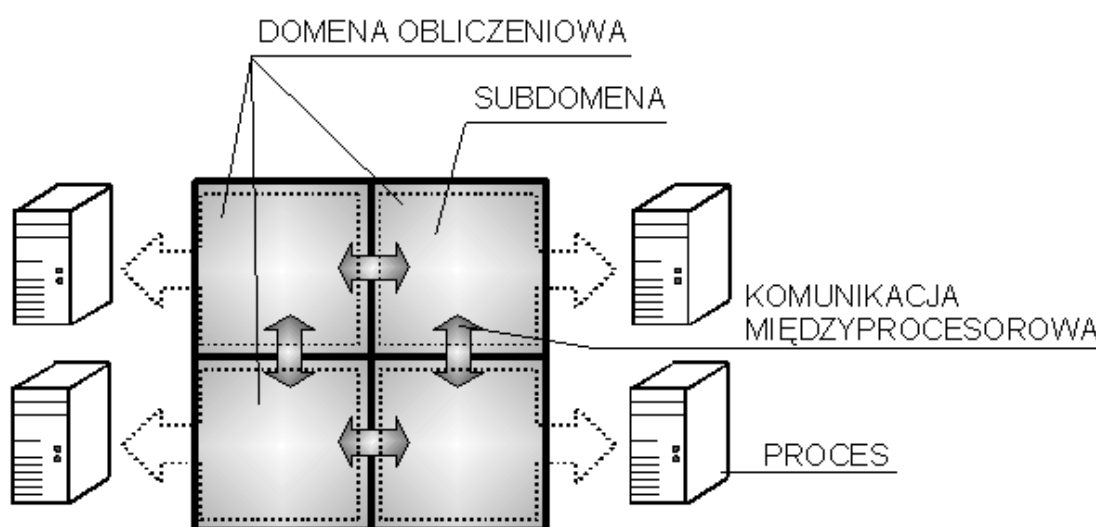 DOMENA OBLICZENIOWA
SUBDOMENA
KOMUNIKACJA
MIĘDZYPROCESOROWA
PROCES